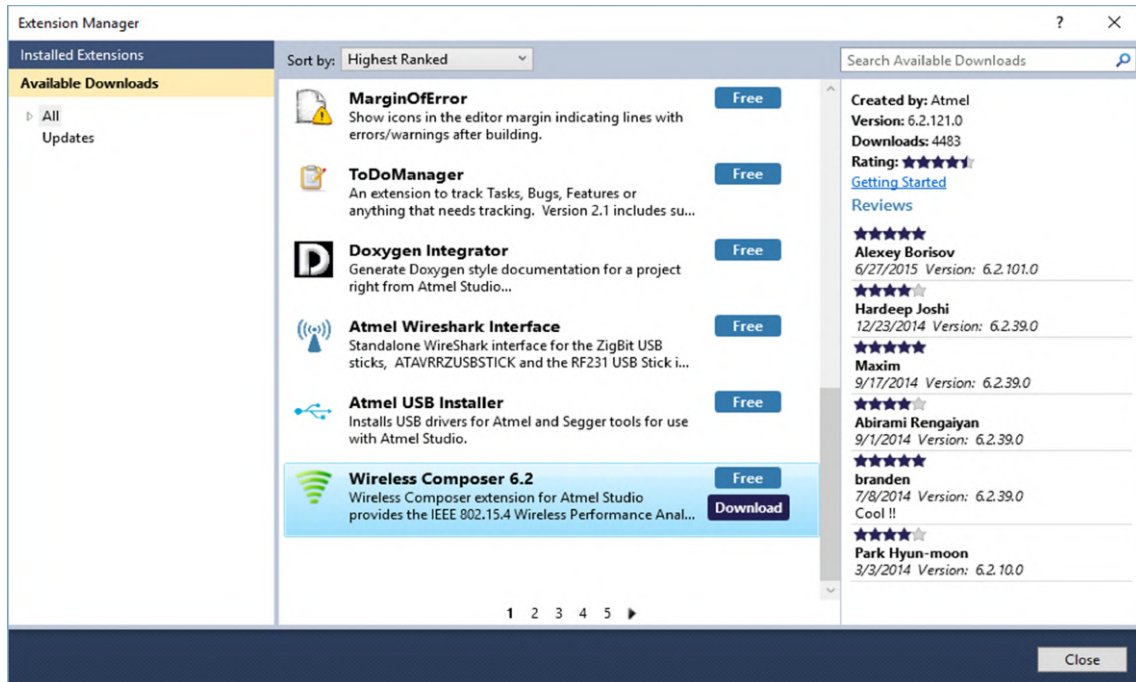 Extension Manager
? ×
Installed Extensions
Available Downloads
All
Updates
Sort by: Highest Ranked
MarginOfError
Free
Show icons in the editor margin indicating lines with
errors/warnings after building.
ToDoManager
Free
An extension to track Tasks, Bugs, Features or
anything that needs tracking. Version 2.1 includes su...
Doxygen Integrator
Free
Generate Doxygen style documentation for a project
right from Atmel Studio...
Atmel Wireshark Interface
Free
Standalone WireShark interface for the ZigBit USB
sticks, ATAVRRZUSBSTICK and the RF231 USB Stick i...
Atmel USB Installer
Free
Installs USB drivers for Atmel and Segger tools for use
with Atmel Studio.
Wireless Composer 6.2
Free
Wireless Composer extension for Atmel Studio
provides the IEEE 802.15.4 Wireless Performance Anal...
Download
1 2 3 4 5
Search Available Downloads
Created by: Atmel
Version: 6.2.121.0
Downloads: 4483
Rating:
Getting Started
Reviews
Alexey Borisov
6/27/2015 Version: 6.2.101.0
Hardeep Joshi
12/23/2014 Version: 6.2.39.0
Maxim
9/17/2014 Version: 6.2.39.0
Abirami Rengaiyan
9/1/2014 Version: 6.2.39.0
branden
7/8/2014 Version: 6.2.39.0
Cool !!
Park Hyun-moon
3/3/2014 Version: 6.2.10.0
Close